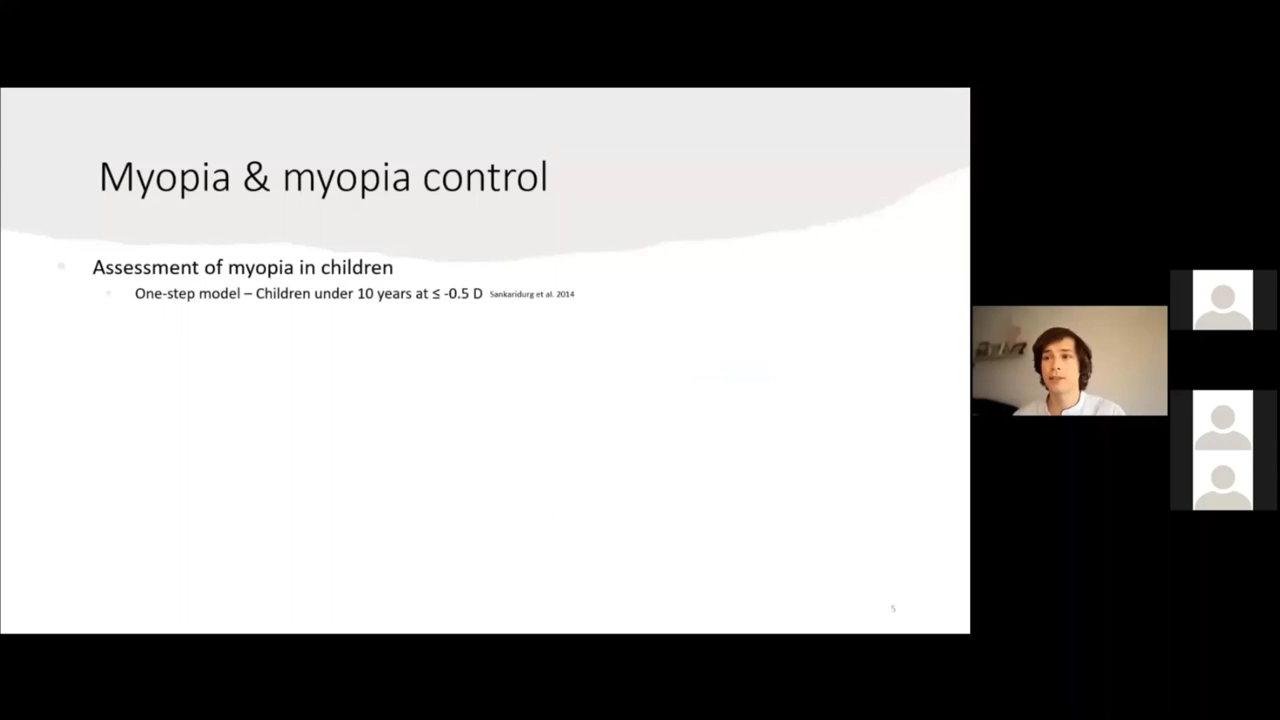 Myopia & myopia control
Assessment of myopia in children
One-step model – Children under 10 years at ≤ -0.5 D Sankaridurg et al. 2014
5